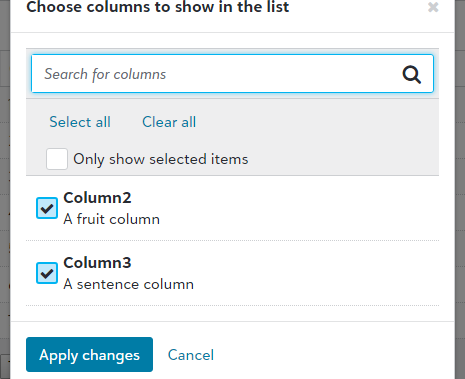 Choose columns to show in the list
Search for columns
Select all Clear all
Only show selected items
Column2
A fruit column
Column3
A sentence column
Apply changes Cancel